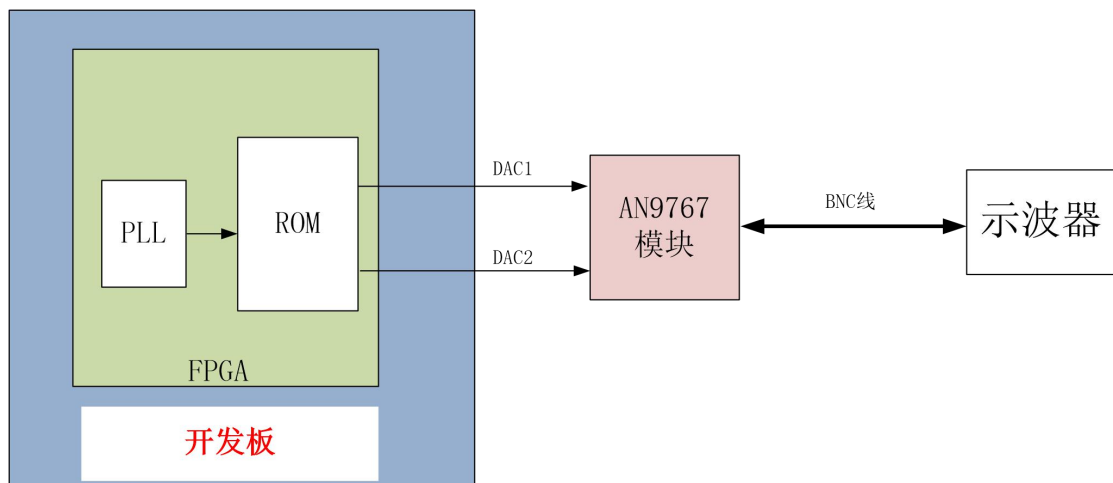 PLL
ROM
FPGA
开发板
DAC1
DAC2
AN9767
模块
BNC线
示波器